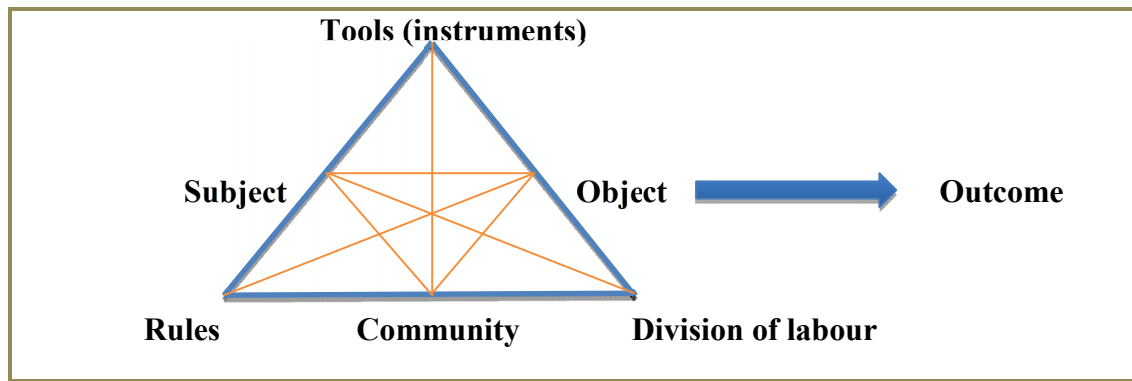 Tools (instruments)
Subject Object Outcome
Rules Community Division of labour